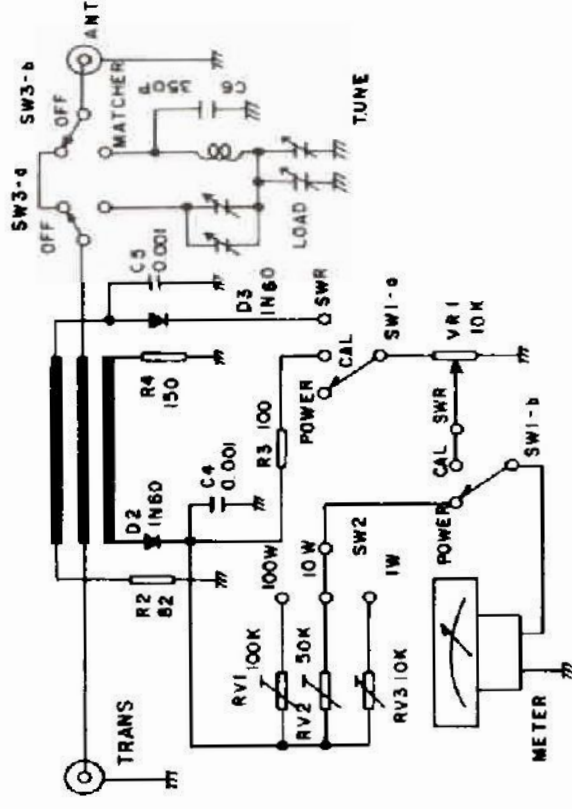 SW3-a
SW3-b
OFF
OFF
ANT
MATCHER
C6
350P
C5
0.001
LOAD
TUNE
D3
1N60
SWR
R4
150
D2
1N60
C4
0.001
R3
100
CAL
POWER
SW1-a
VR1
10K
R2
82
TRANS
100W
10W
1W
SW2
RV1
100K
RV2
50K
RV3
10K
CAL
SWR
POWER
SW1-b
METER